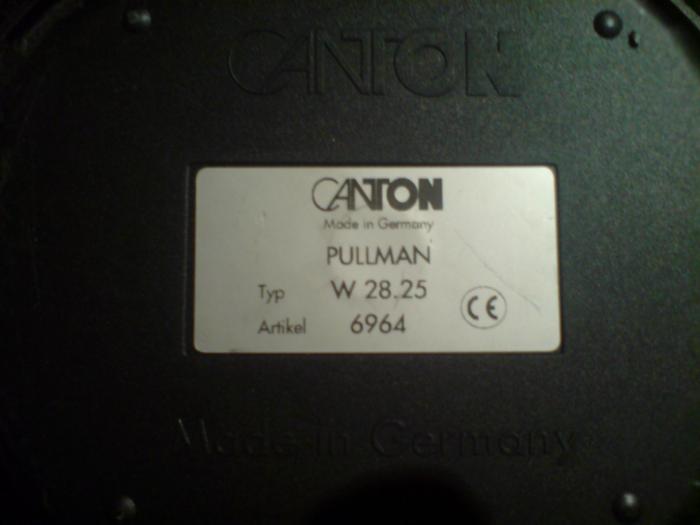 CANTON
CANTON
Made in Germany
PULLMAN
Typ W 28.25
Artikel 6964
CE
Made in Germany